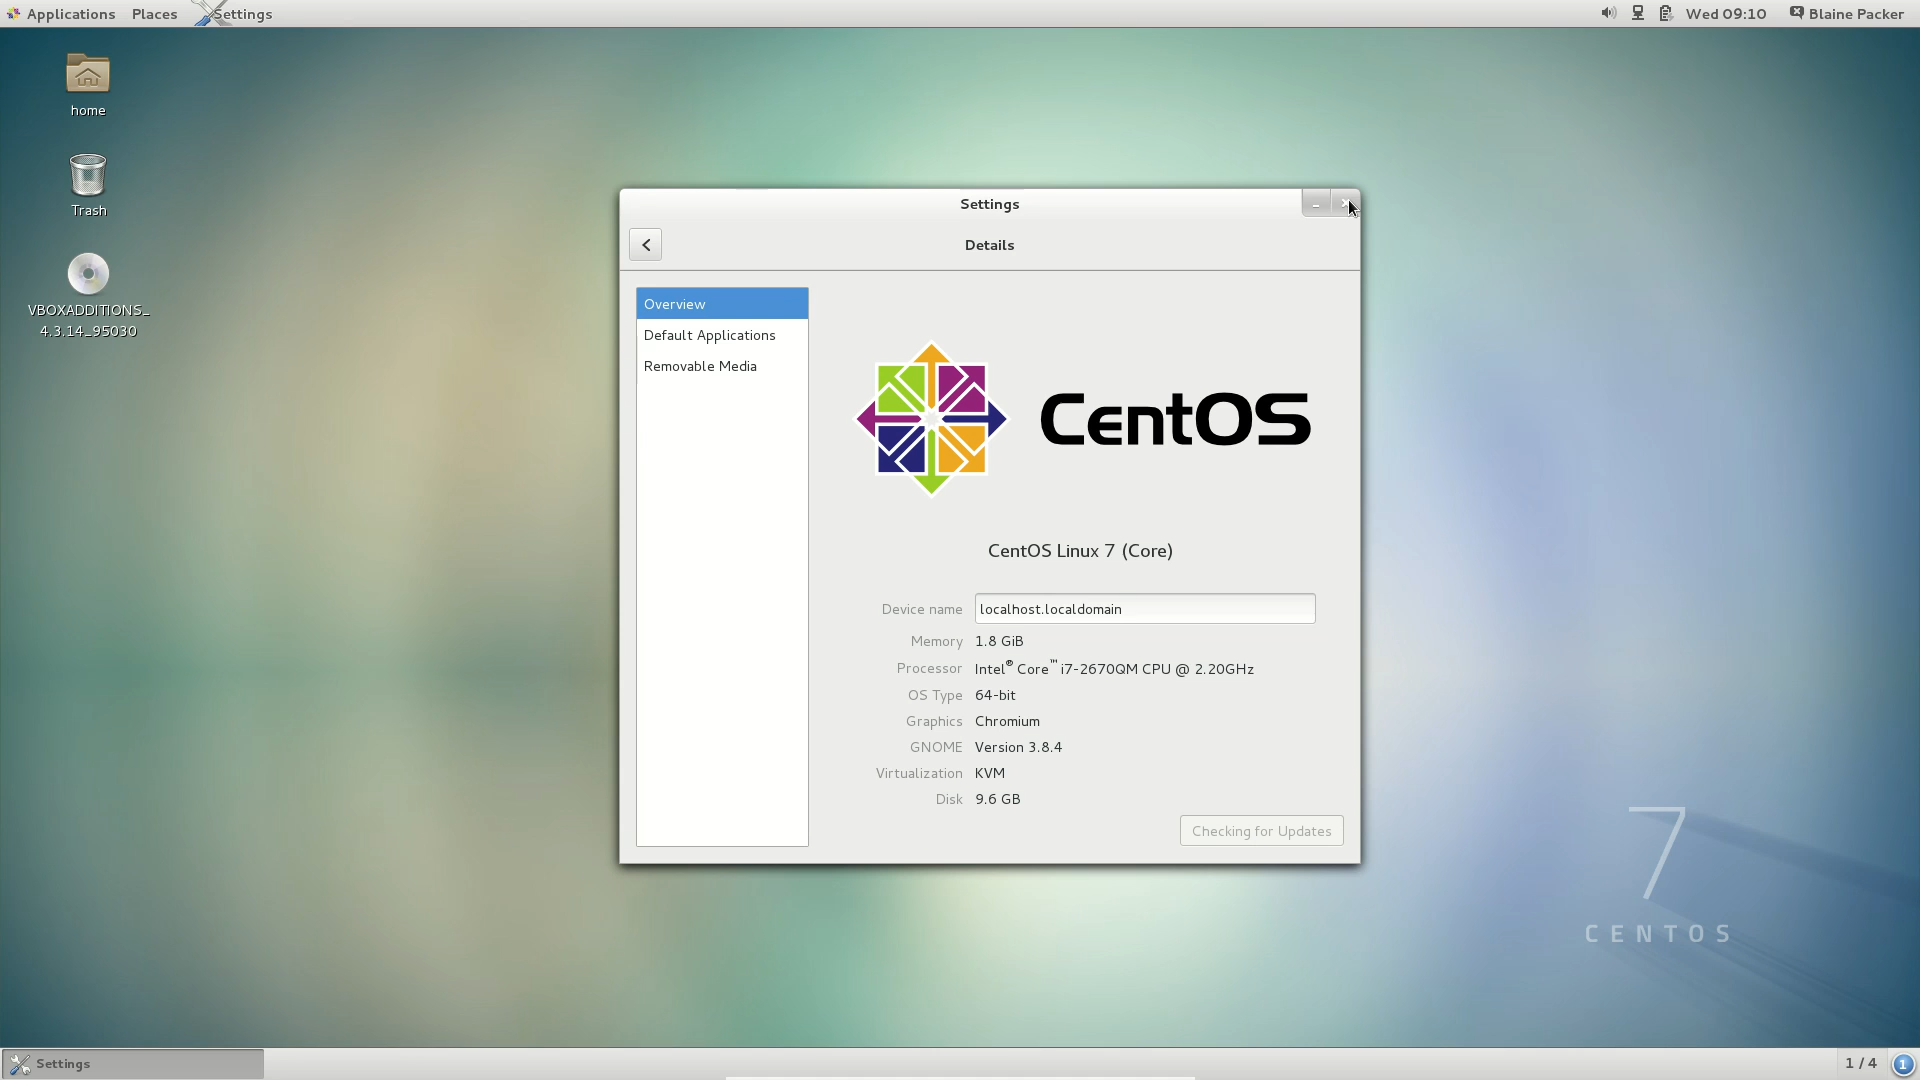 Applications Places Settings Wed 09:10 Blaine Packer
home
Trash
VBOXADDITIONS_
4.3.14_95030
Settings
Details
Overview
Default Applications
Removable Media
CentOS
CentOS Linux 7 (Core)
Device name localhost.localdomain
Memory 1.8 GiB
Processor Intel® Core™ i7-2670QM CPU @ 2.20GHz
OS Type 64-bit
Graphics Chromium
GNOME Version 3.8.4
Virtualization KVM
Disk 9.6 GB
Checking for Updates
7
CENTOS
Settings 1 / 4 1